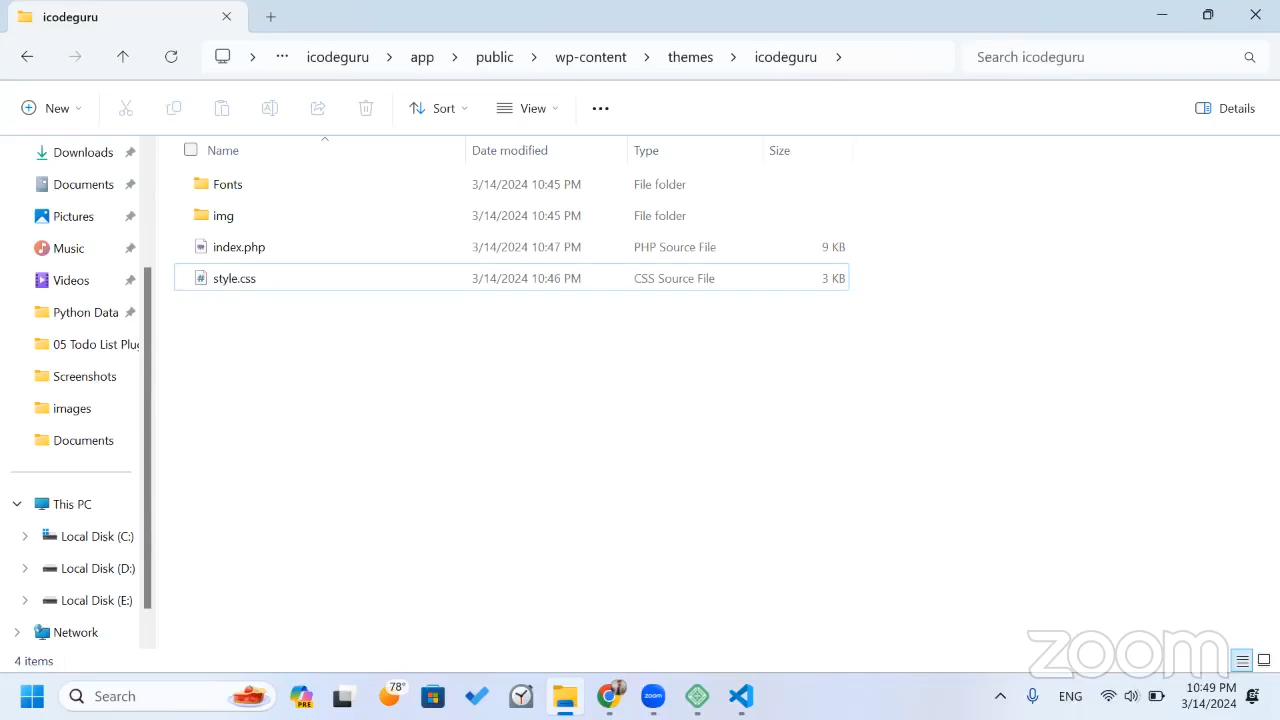 icodeguru
icodeguru > app > public > wp-content > themes > icodeguru >
Search icodeguru
New
Sort
View
Details
Name
Date modified
Type
Size
Downloads
Documents
Pictures
Music
Videos
Python Data
05 Todo List Plug
Screenshots
images
Documents
This PC
Local Disk (C:)
Local Disk (D:)
Local Disk (E:)
Network
Fonts 3/14/2024 10:45 PM File folder
img 3/14/2024 10:45 PM File folder
index.php 3/14/2024 10:47 PM PHP Source File 9 KB
style.css 3/14/2024 10:46 PM CSS Source File 3 KB
zoom
4 items
Search
PRE
78°
zoom
ENG
10:49 PM
3/14/2024